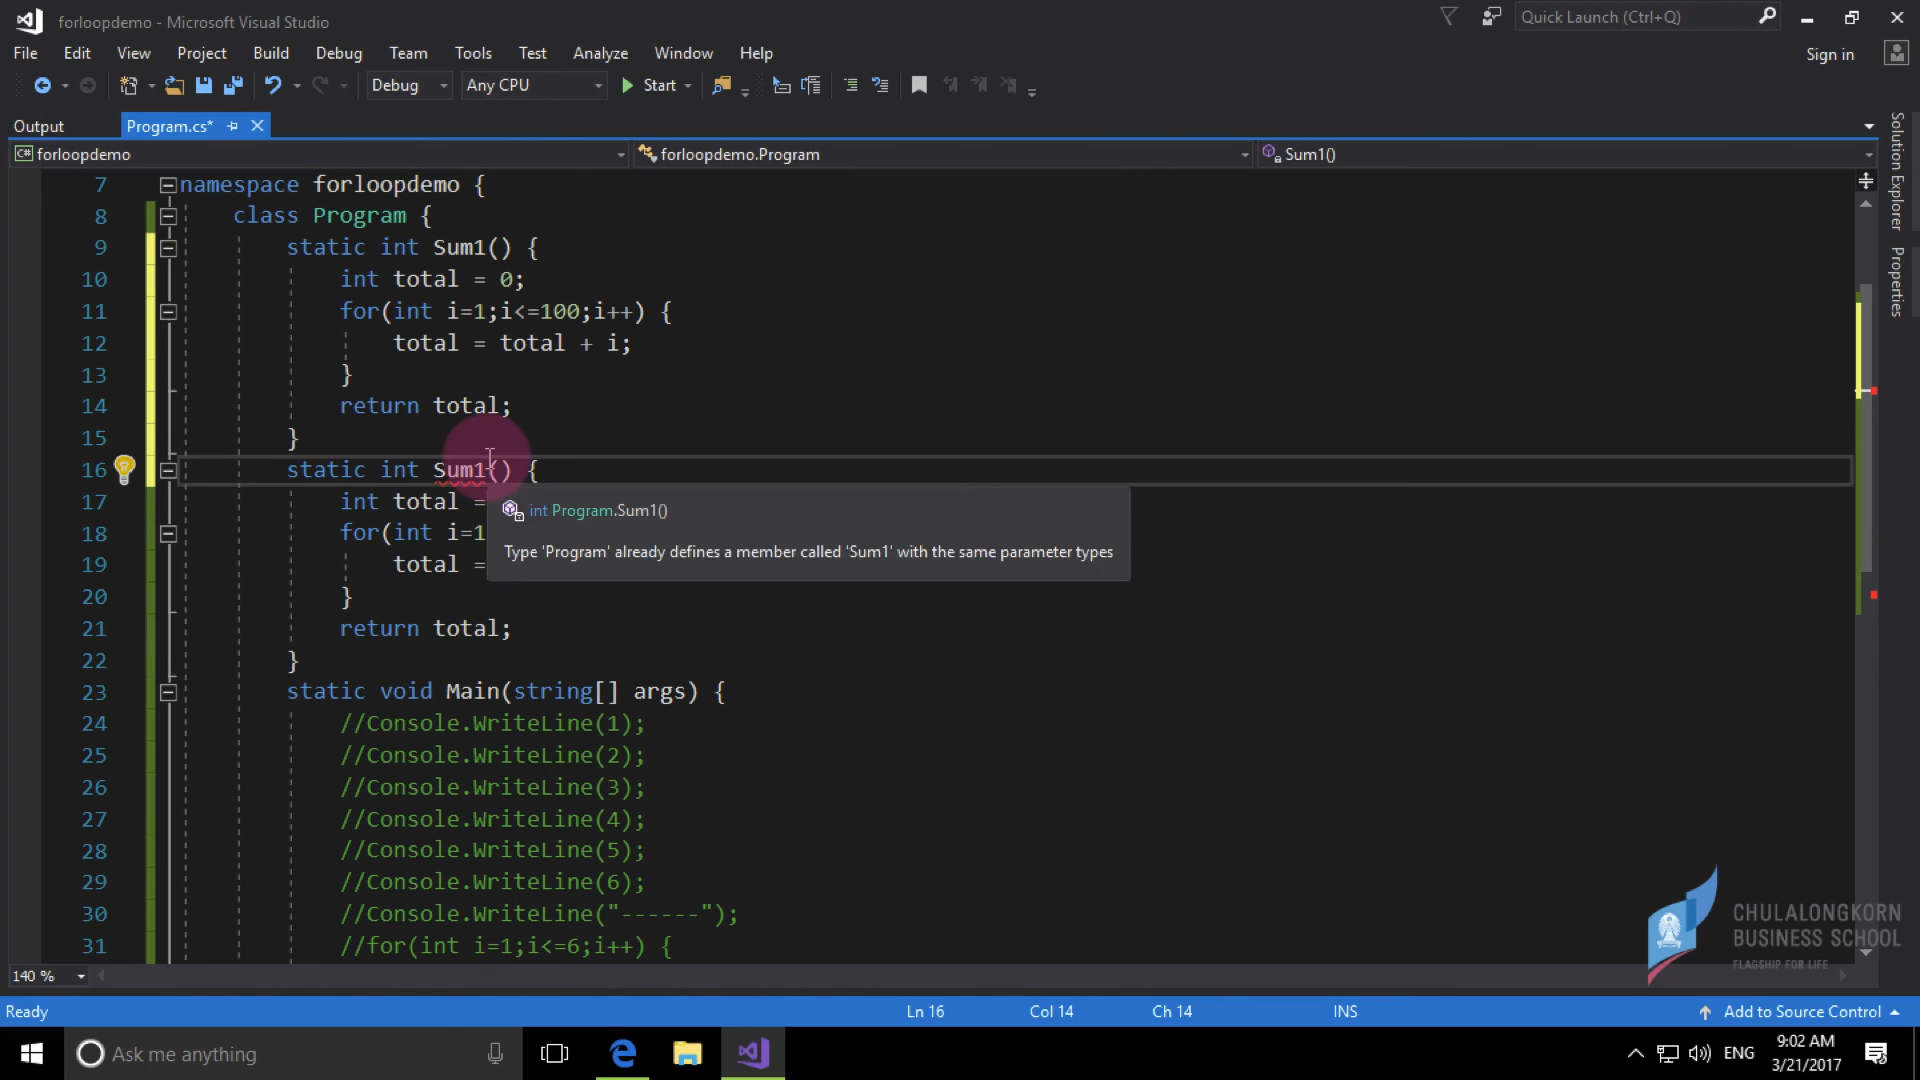 forloopdemo - Microsoft Visual Studio
Quick Launch (Ctrl+Q)
File Edit View Project Build Debug Team Tools Test Analyze Window Help
Sign in
Debug Any CPU Start
Output Program.cs*
C# forloopdemo forloopdemo.Program Sum1()
7 namespace forloopdemo {
8 class Program {
9 static int Sum1() {
10 int total = 0;
11 for(int i=1;i<=100;i++) {
12 total = total + i;
13 }
14 return total;
15 }
16 static int Sum1() {
17 int total =
int Program.Sum1()
18 for(int i=1
Type 'Program' already defines a member called 'Sum1' with the same parameter types
19 total =
20 }
21 return total;
22 }
23 static void Main(string[] args) {
24 //Console.WriteLine(1);
25 //Console.WriteLine(2);
26 //Console.WriteLine(3);
27 //Console.WriteLine(4);
28 //Console.WriteLine(5);
29 //Console.WriteLine(6);
30 //Console.WriteLine("------");
31 //for(int i=1;i<=6;i++) {
Solution Explorer
Properties
CHULALONGKORN
BUSINESS SCHOOL
FLAGSHIP FOR LIFE
140 %
Ready Ln 16 Col 14 Ch 14 INS Add to Source Control
Ask me anything
ENG
9:02 AM
3/21/2017